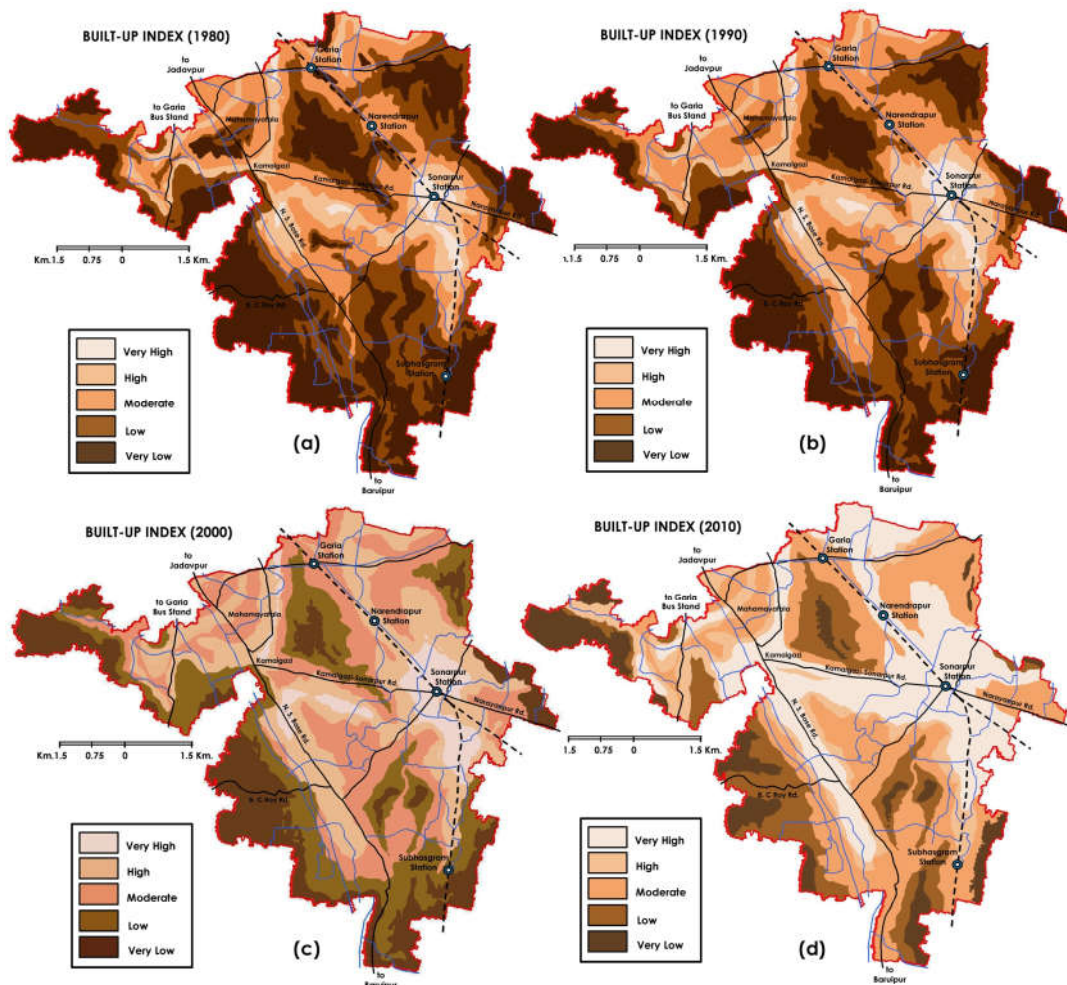 BUILT-UP INDEX (1980)
to
Jadavpur
to Garia
Bus Stand
Garia
Station
Mahamayatala
Narendrapur
Station
Kamalgazi
Sonarpur
Station
N. S. Bose Rd.
B. C Roy Rd.
Subhasgram
Station
Km.1.5 0.75 0 1.5 Km.
Very High
High
Moderate
Low
Very Low
(a)
to
Baruipur
BUILT-UP INDEX (1990)
to
Jadavpur
to Garia
Bus Stand
Garia
Station
Mahamayatala
Narendrapur
Station
Kamalgazi
Sonarpur
Station
N. S. Bose Rd.
B. C Roy Rd.
Subhasgram
Station
1.5 0.75 0 1.5 Km.
Very High
High
Moderate
Low
Very Low
(b)
to
Baruipur
BUILT-UP INDEX (2000)
to
Jadavpur
to Garia
Bus Stand
Garia
Station
Mahamayatala
Narendrapur
Station
Kamalgazi
Kamalgazi-Sonarpur Rd.
Sonarpur
Station
Narayanpur Rd.
N. S. Bose Rd.
B. C Roy Rd.
Subhasgram
Station
Km.1.5 0.75 0 1.5 Km.
Very High
High
Moderate
Low
Very Low
(c)
to
Baruipur
BUILT-UP INDEX (2010)
to
Jadavpur
to Garia
Bus Stand
Garia
Station
Mahamayatala
Narendrapur
Station
Kamalgazi
Kamalgazi-Sonarpur Rd.
Sonarpur
Station
Narayanpur Rd.
N. S. Bose Rd.
B. C Roy Rd.
Subhasgram
Station
1.5 0.75 0 1.5 Km.
Very High
High
Moderate
Low
Very Low
(d)
to
Baruipur